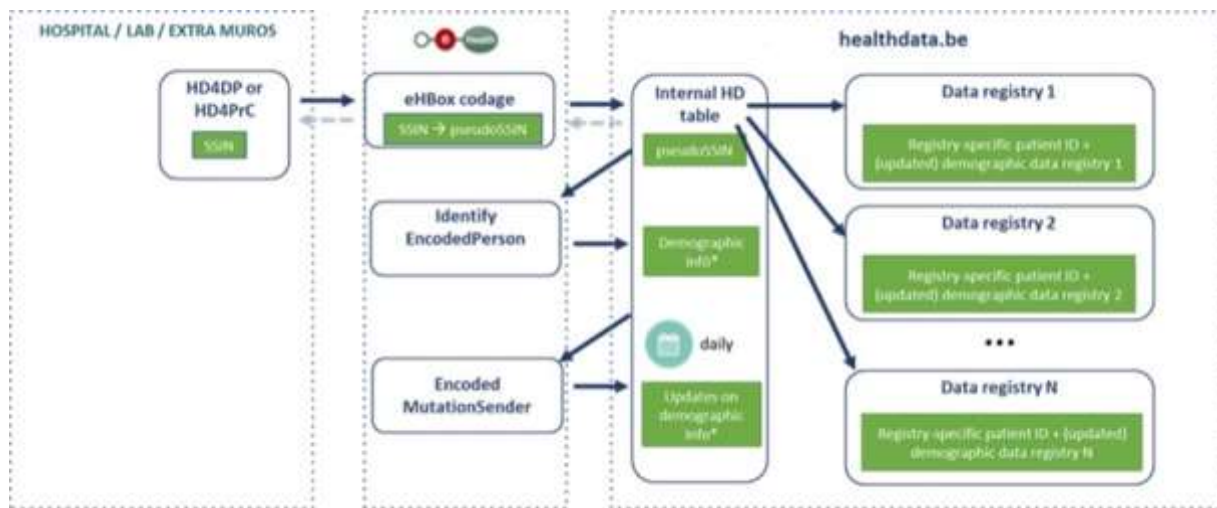 HOSPITAL / LAB / EXTRA MUROS
HD4DP or
HD4PrC
SSIN
eHBox codage
SSIN → pseudoSSIN
Identify
EncodedPerson
Encoded
MutationSender
healthdata.be
Internal HD
table
pseudoSSIN
Demographic
info*
daily
Updates on
demographic
info*
Data registry 1
Registry-specific patient ID +
(updated) demographic data registry 1
Data registry 2
Registry-specific patient ID +
(updated) demographic data registry 2
...
Data registry N
Registry-specific patient ID + (updated)
demographic data registry N